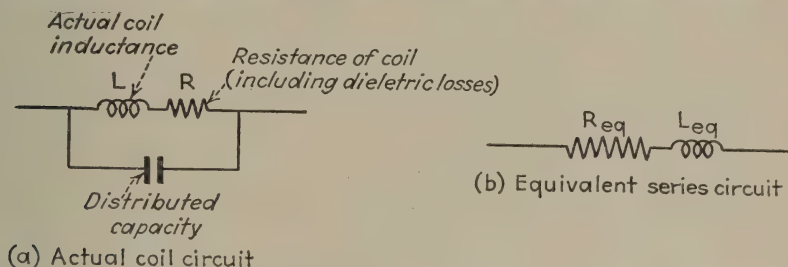 Actual coil
inductance
L
R
Resistance of coil
(including dieletric losses)
Distributed
capacity
(a) Actual coil circuit
Req
Leq
(b) Equivalent series circuit